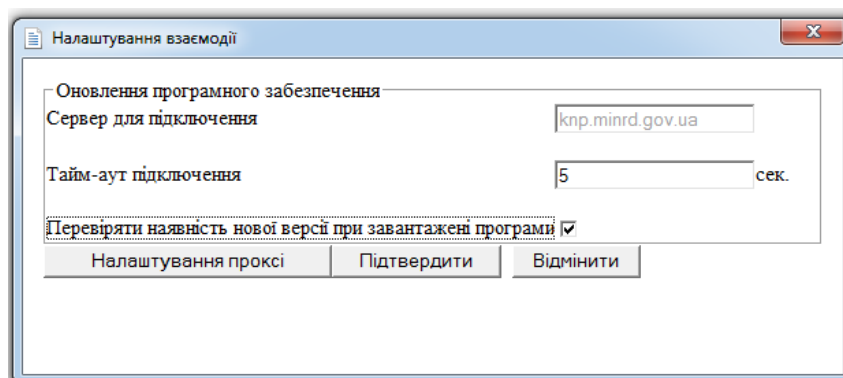 Налаштування взаємодії
Оновлення програмного забезпечення
Сервер для підключення knp.minrd.gov.ua
Тайм-аут підключення 5 сек.
Перевіряти наявність нової версії при завантажені програми
Налаштування проксі Підтвердити Відмінити